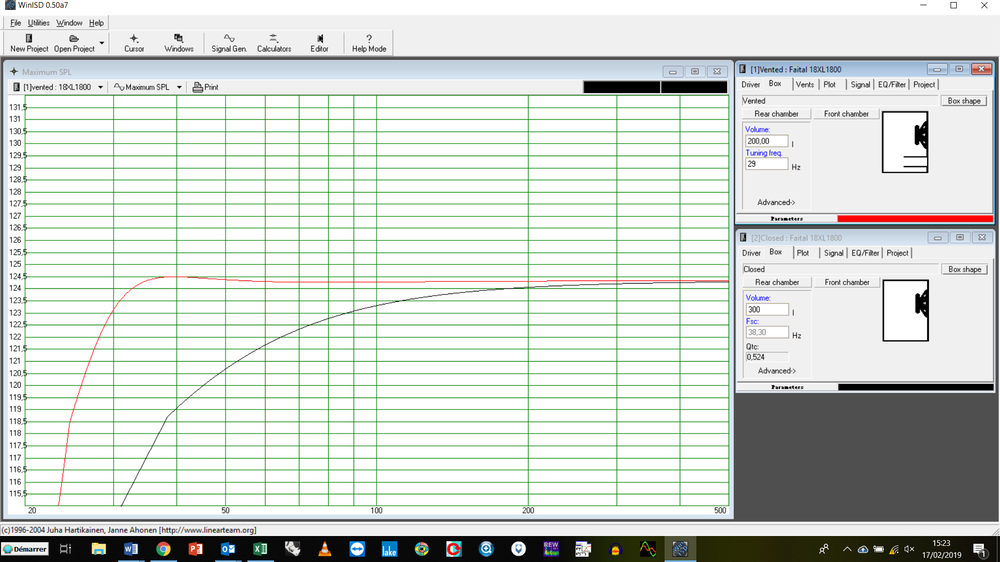 WinISD 0.50a7
File Utilities Window Help
New Project Open Project Cursor Windows Signal Gen. Calculators Editor Help Mode
Maximum SPL
[1]vented : 18XL1800 Maximum SPL Print
131,5
131
130,5
130
129,5
129
128,5
128
127,5
127
126,5
126
125,5
125
124,5
124
123,5
123
122,5
122
121,5
121
120,5
120
119,5
119
118,5
118
117,5
117
116,5
116
115,5
20 50 100 200 500
[1]Vented : Faital 18XL1800
Driver Box Vents Plot Signal EQ/Filter Project
Vented Box shape
Rear chamber Front chamber
Volume:
200,00 l
Tuning freq.
29 Hz
Advanced->
Parameters
[2]Closed : Faital 18XL1800
Driver Box Plot Signal EQ/Filter Project
Closed Box shape
Rear chamber Front chamber
Volume:
300 l
Fsc:
38,30 Hz
Qtc:
0,524
Advanced->
Parameters
(c)1996-2004 Juha Hartikainen, Janne Ahonen [http://www.linearteam.org]
Démarrer
lake
REW
15:23
17/02/2019
1